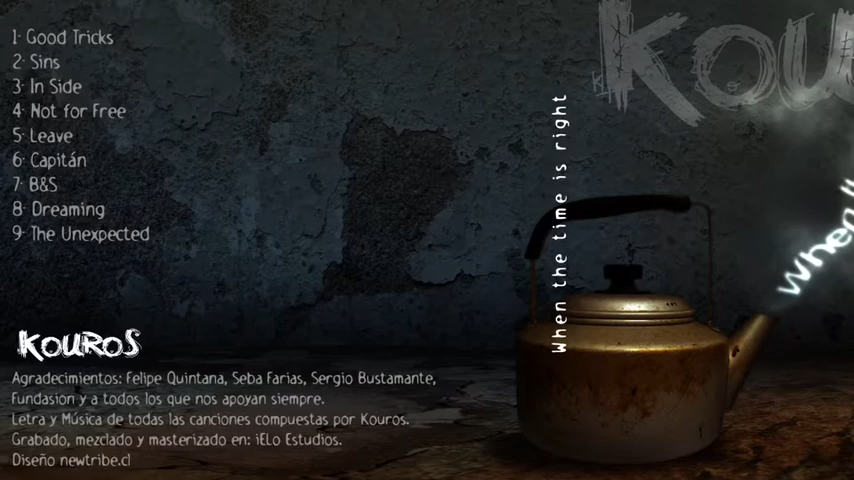 1· Good Tricks
2· Sins
3· In Side
4· Not for Free
5· Leave
6· Capitán
7· B&S
8· Dreaming
9· The Unexpected
KOUROS
Agradecimientos: Felipe Quintana, Seba Farias, Sergio Bustamante,
Fundasion y a todos los que nos apoyan siempre.
Letra y Música de todas las canciones compuestas por Kouros.
Grabado, mezclado y masterizado en: iELo Estudios.
Diseño newtribe.cl
When the time is right
KOU
When